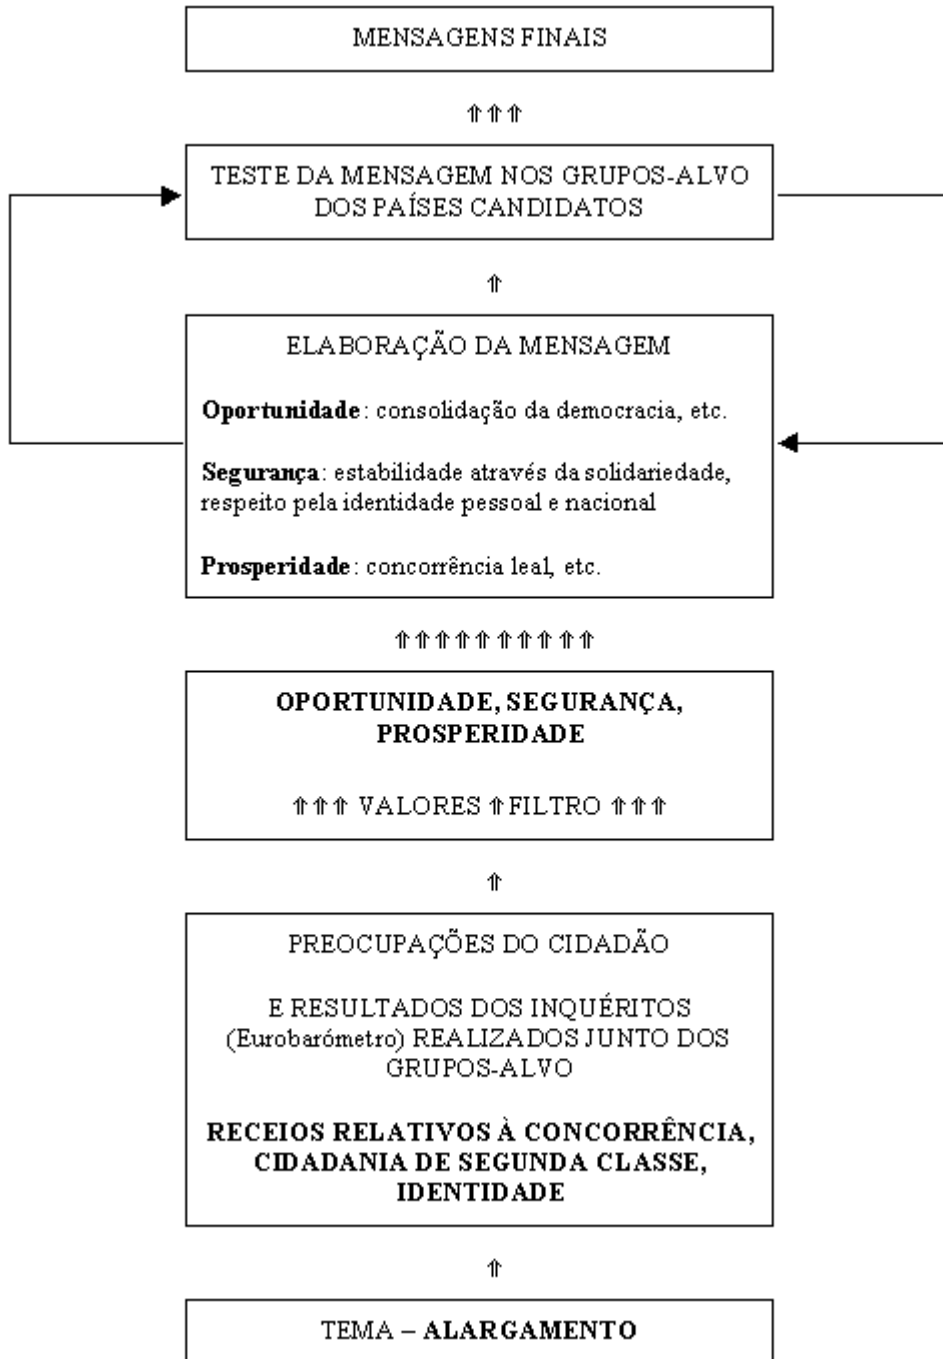 MENSAGENS FINAIS
⇑⇑⇑
TESTE DA MENSAGEM NOS GRUPOS-ALVO
DOS PAÍSES CANDIDATOS
⇑
ELABORAÇÃO DA MENSAGEM
Oportunidade: consolidação da democracia, etc.
Segurança: estabilidade através da solidariedade,
respeito pela identidade pessoal e nacional
Prosperidade: concorrência leal, etc.
⇑⇑⇑⇑⇑⇑⇑⇑⇑⇑
OPORTUNIDADE, SEGURANÇA,
PROSPERIDADE
⇑⇑⇑ VALORES ⇑ FILTRO ⇑⇑⇑
⇑
PREOCUPAÇÕES DO CIDADÃO
E RESULTADOS DOS INQUÉRITOS
(Eurobarómetro) REALIZADOS JUNTO DOS
GRUPOS-ALVO
RECEIOS RELATIVOS À CONCORRÊNCIA,
CIDADANIA DE SEGUNDA CLASSE,
IDENTIDADE
⇑
TEMA – ALARGAMENTO